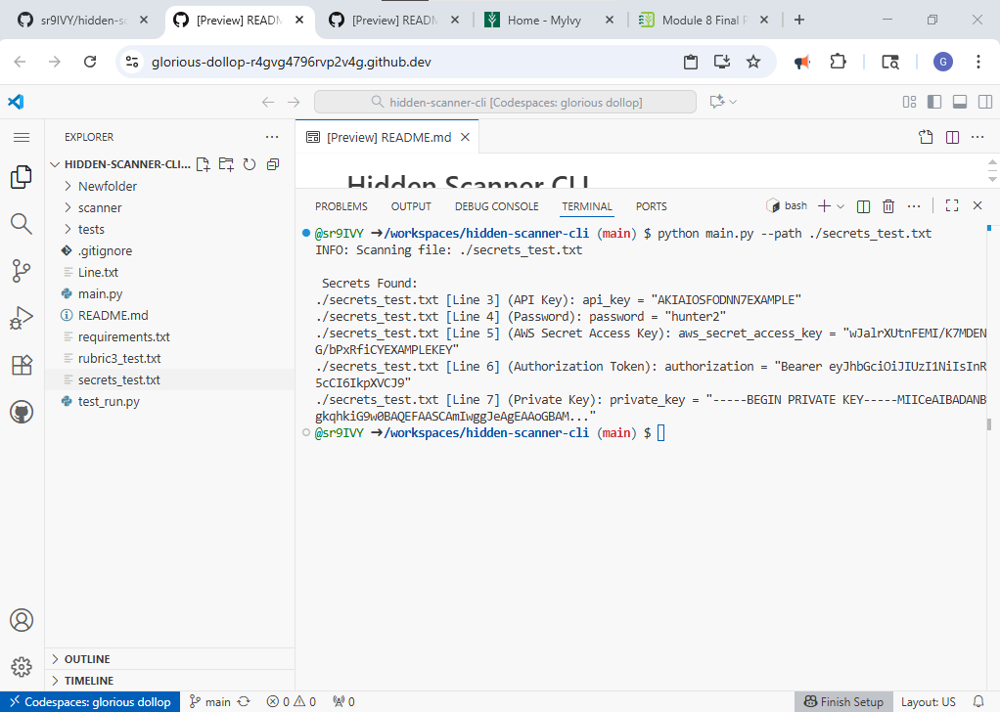 sr9IVY/hidden-s
[Preview] READM
[Preview] READM
Home - MyIvy
Module 8 Final P
glorious-dollop-r4gvg4796rvp2v4g.github.dev
G
hidden-scanner-cli [Codespaces: glorious dollop]
EXPLORER
HIDDEN-SCANNER-CLI...
Newfolder
scanner
tests
.gitignore
Line.txt
main.py
README.md
requirements.txt
rubric3_test.txt
secrets_test.txt
test_run.py
OUTLINE
TIMELINE
[Preview] README.md
Hidden Scanner CLI
PROBLEMS OUTPUT DEBUG CONSOLE TERMINAL PORTS
bash
@sr9IVY ➜/workspaces/hidden-scanner-cli (main) $ python main.py --path ./secrets_test.txt
INFO: Scanning file: ./secrets_test.txt
Secrets Found:
./secrets_test.txt [Line 3] (API Key): api_key = "AKIAIOSFODNN7EXAMPLE"
./secrets_test.txt [Line 4] (Password): password = "hunter2"
./secrets_test.txt [Line 5] (AWS Secret Access Key): aws_secret_access_key = "wJalrXUtnFEMI/K7MDEN
G/bPxRfiCYEXAMPLEKEY"
./secrets_test.txt [Line 6] (Authorization Token): authorization = "Bearer eyJhbGciOiJIUzI1NiIsInR
5cCI6IkpXVCJ9"
./secrets_test.txt [Line 7] (Private Key): private_key = "-----BEGIN PRIVATE KEY-----MIICeAIBADANB
gkqhkiG9w0BAQEFAASCAmIwggJeAgEAAoGBAM..."
@sr9IVY ➜/workspaces/hidden-scanner-cli (main) $
Codespaces: glorious dollop
main
0 0
0
Finish Setup
Layout: US